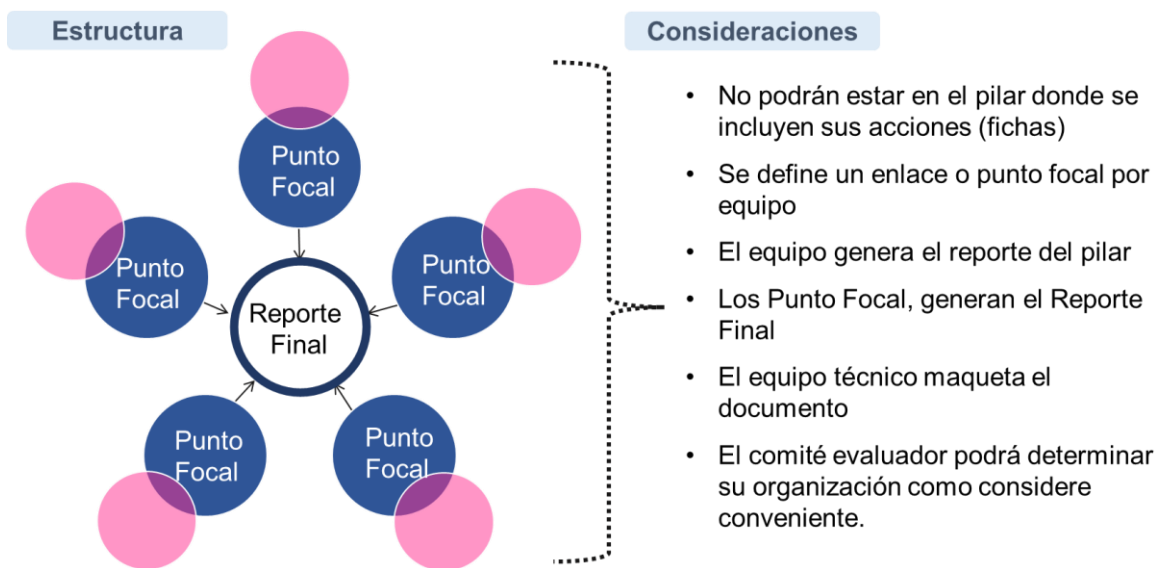 Estructura
Punto
Focal
Punto
Focal
Punto
Focal
Reporte
Final
Punto
Focal
Punto
Focal
Consideraciones
• No podrán estar en el pilar donde se
incluyen sus acciones (fichas)
• Se define un enlace o punto focal por
equipo
• El equipo genera el reporte del pilar
• Los Punto Focal, generan el Reporte
Final
• El equipo técnico maqueta el
documento
• El comité evaluador podrá determinar
su organización como considere
conveniente.